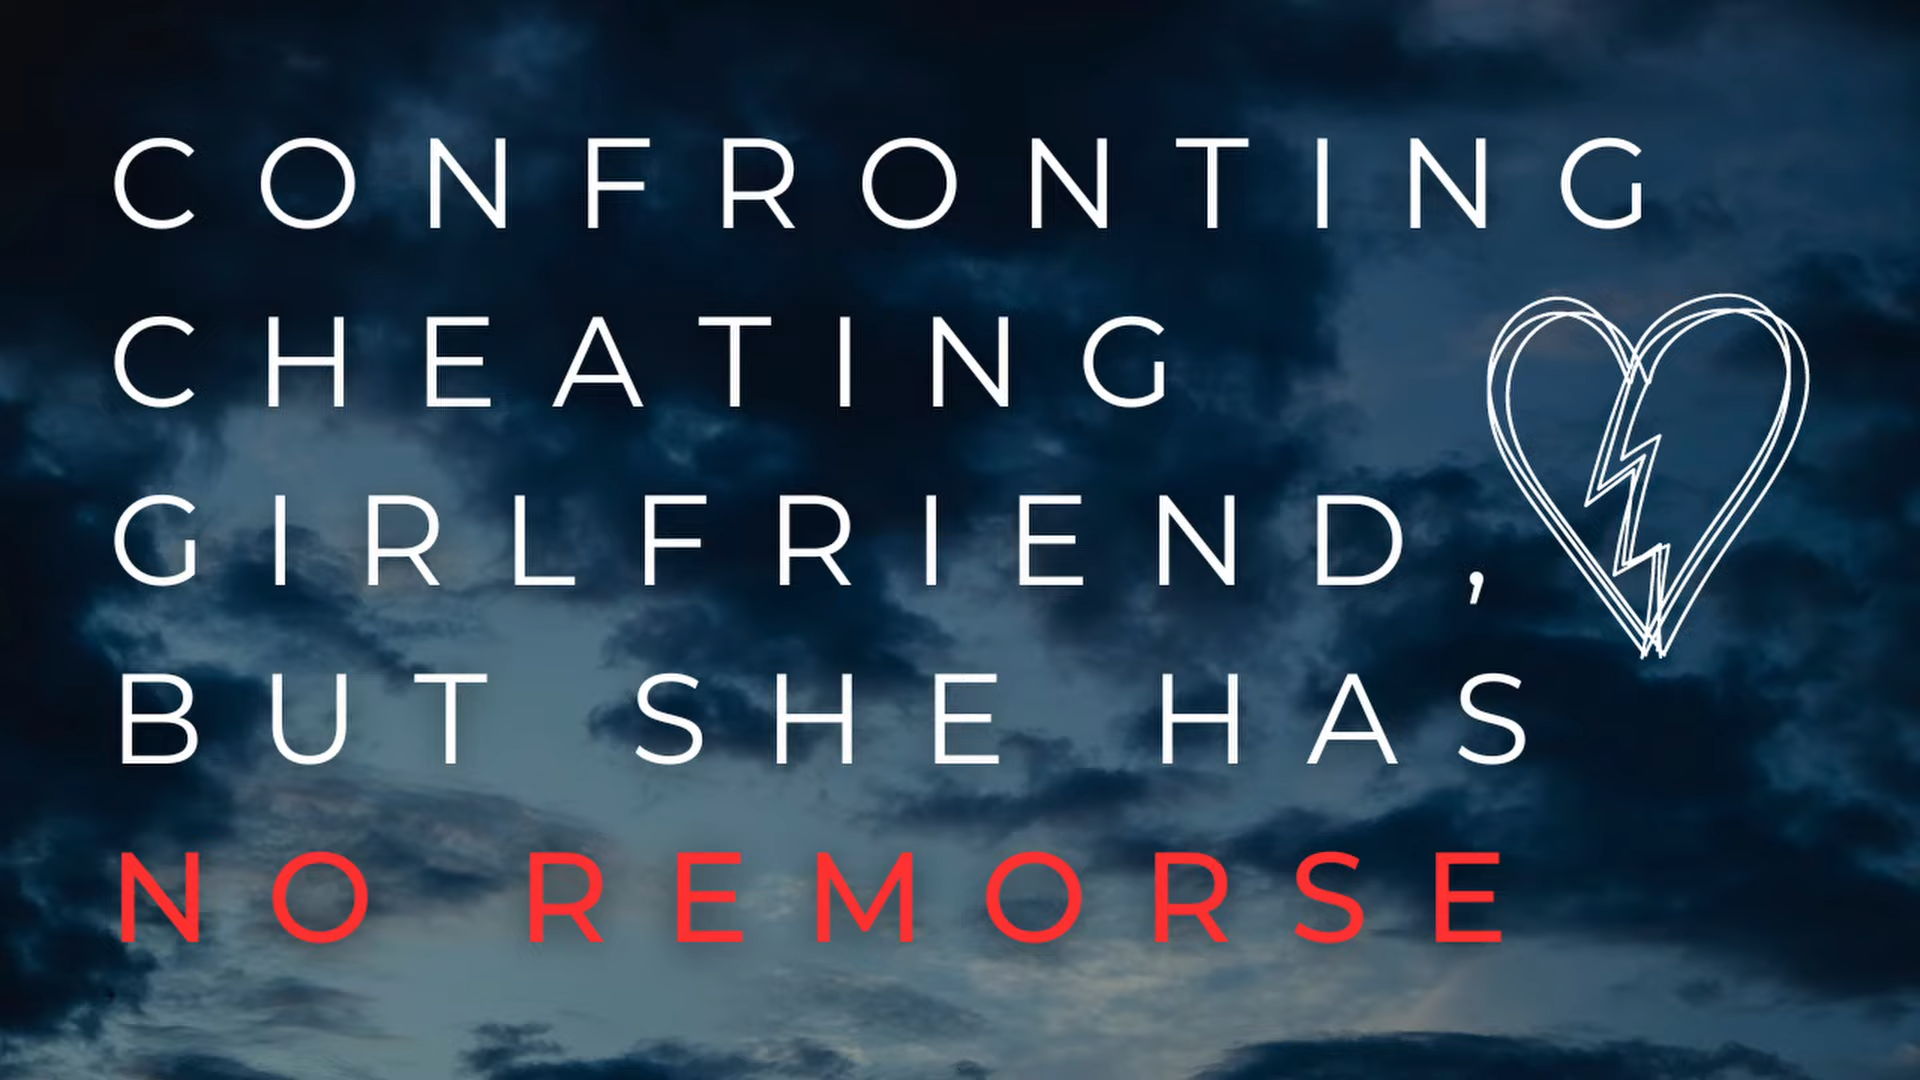 CONFRONTING
CHEATING
GIRLFRIEND,
BUT SHE HAS
NO REMORSE